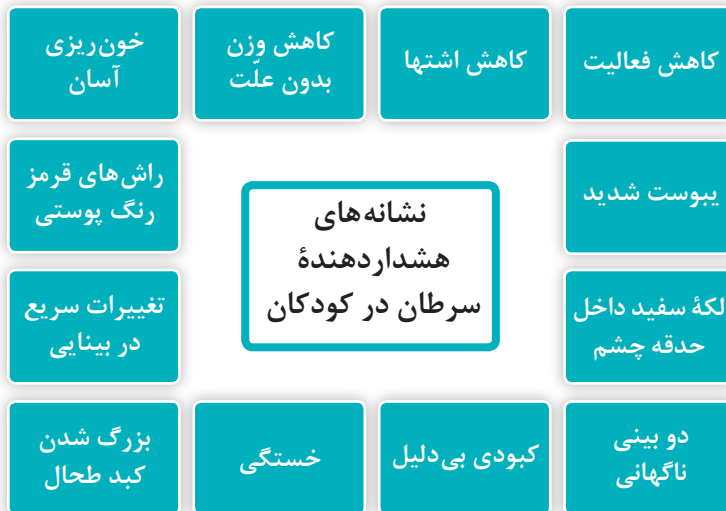 کاهش فعالیت
کاهش اشتها
کاهش وزن
بدون علّت
خون‌ریزی
آسان
یبوست شدید
راش‌های قرمز
رنگ پوستی
نشانه‌های
هشداردهندهٔ
سرطان در کودکان
لکهٔ سفید داخل
حدقه چشم
تغییرات سریع
در بینایی
دو بینی
ناگهانی
کبودی بی‌دلیل
خستگی
بزرگ شدن
کبد طحال